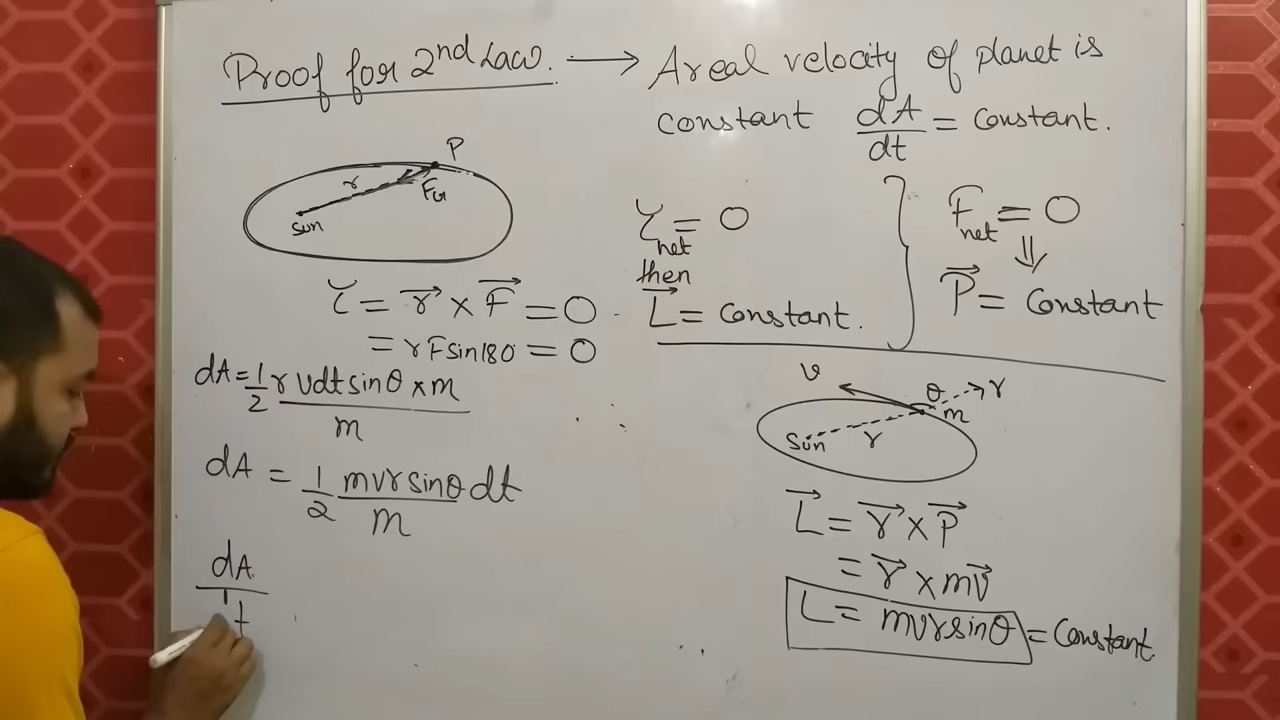 Proof for 2nd Law. → Areal velocity of planet is
constant dA/dt = Constant.
P
r
FG
Sun
τnet = 0
then
L⃗ = Constant.
Fnet = 0
⇓
P⃗ = Constant
τ = r⃗ × F⃗ = 0
= rFsin180 = 0
dA = 1/2 r vdt sinθ × m / m
dA = 1/2 mvr sinθ / m dt
dA
dt
v
θ
r
m
Sun
r
L⃗ = r⃗ × P⃗
= r⃗ × mv⃗
L = mvrsinθ = Constant.